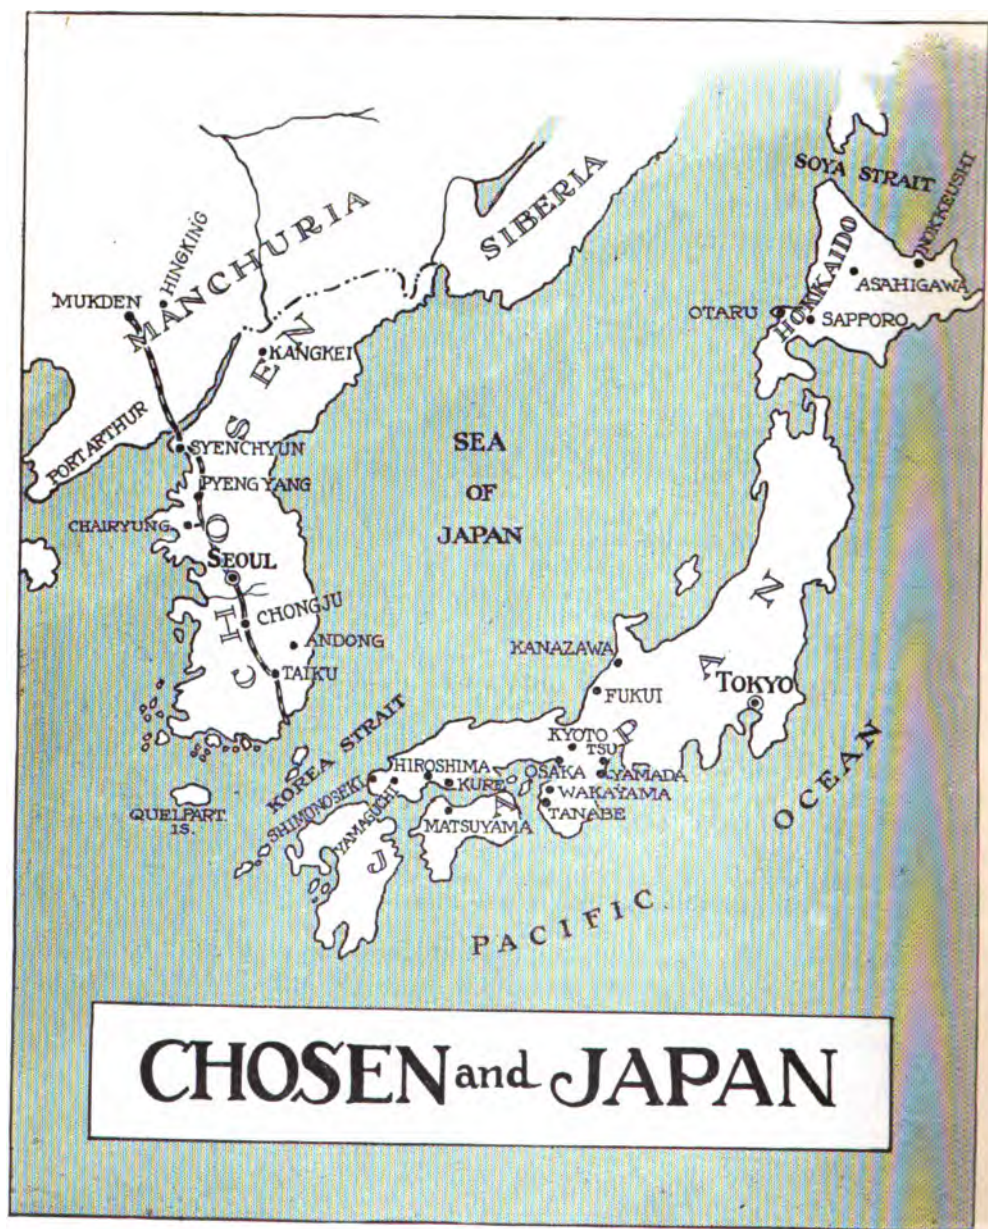 SOYA STRAIT
NOKKEUSHI
HOKKAIDO
ASAHIGAWA
OTARU
SAPPORO
SIBERIA
MANCHURIA
HINGKING
MUKDEN
KANGKEI
PORT ARTHUR
SYENCHYUN
PYENG YANG
CHAIRYUNG
SEOUL
CHOSEN
CHONGJU
ANDONG
TAIKU
SEA
OF
JAPAN
KANAZAWA
FUKUI
TOKYO
JAPAN
KYOTO
TSU
OSAKA
YAMADA
WAKAYAMA
TANABE
HIROSHIMA
KURE
MATSUYAMA
SHIMONOSEKI
YAMAGUCHI
KOREA STRAIT
QUELPART.
IS.
PACIFIC
OCEAN
CHOSEN and JAPAN